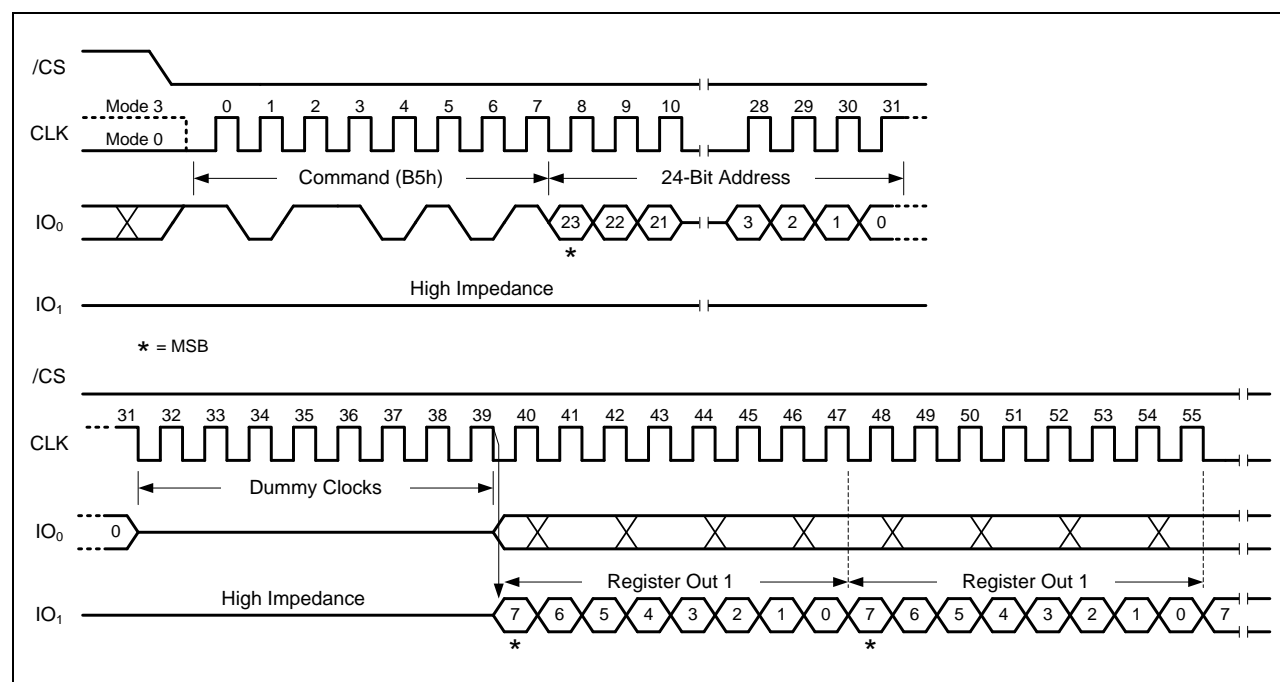 /CS
Mode 3
0 1 2 3 4 5 6 7 8 9 10 28 29 30 31
CLK
Mode 0
Command (B5h)
24-Bit Address
IO0
23 22 21 3 2 1 0
*
High Impedance
IO1
* = MSB
/CS
31 32 33 34 35 36 37 38 39 40 41 42 43 44 45 46 47 48 49 50 51 52 53 54 55
CLK
Dummy Clocks
IO0
0
Register Out 1
Register Out 1
High Impedance
IO1
7 6 5 4 3 2 1 0 7 6 5 4 3 2 1 0 7
* *